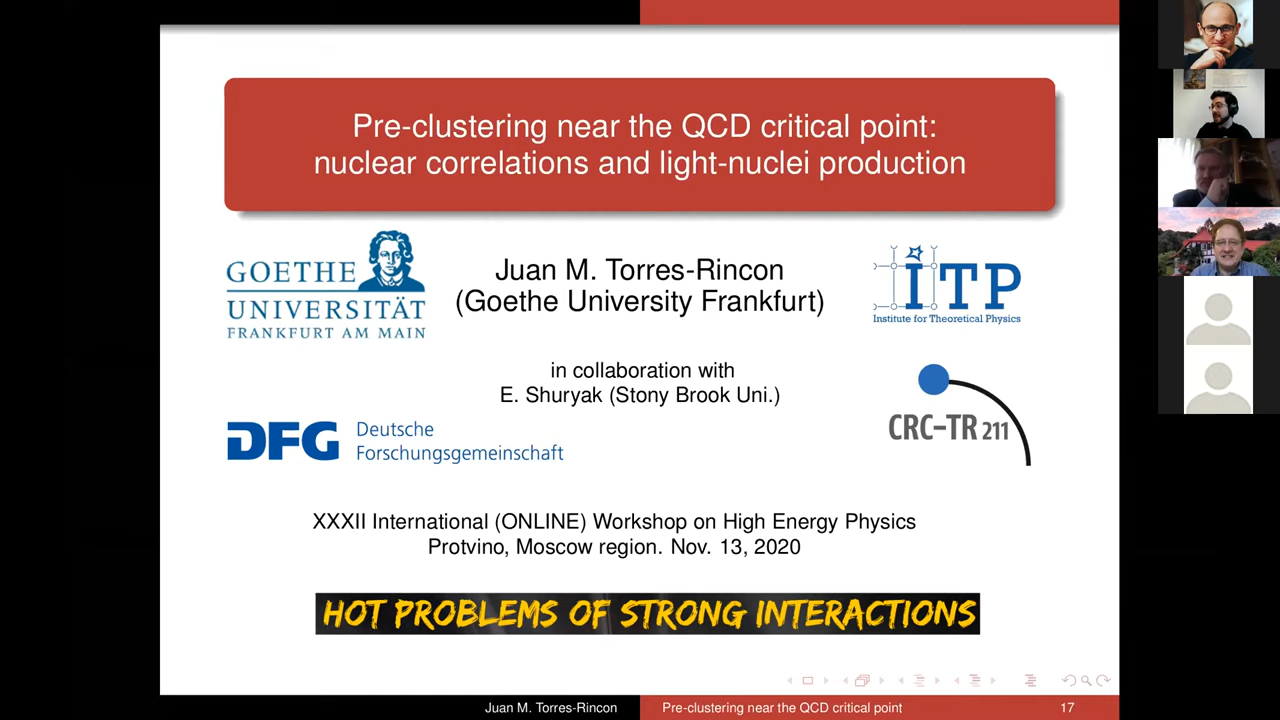 Pre-clustering near the QCD critical point:
nuclear correlations and light-nuclei production
GOETHE
UNIVERSITÄT
FRANKFURT AM MAIN
Juan M. Torres-Rincon
(Goethe University Frankfurt)
ITP
Institute for Theoretical Physics
in collaboration with
E. Shuryak (Stony Brook Uni.)
DFG
Deutsche
Forschungsgemeinschaft
CRC-TR 211
XXXII International (ONLINE) Workshop on High Energy Physics
Protvino, Moscow region. Nov. 13, 2020
HOT PROBLEMS OF STRONG INTERACTIONS
Juan M. Torres-Rincon
Pre-clustering near the QCD critical point
17